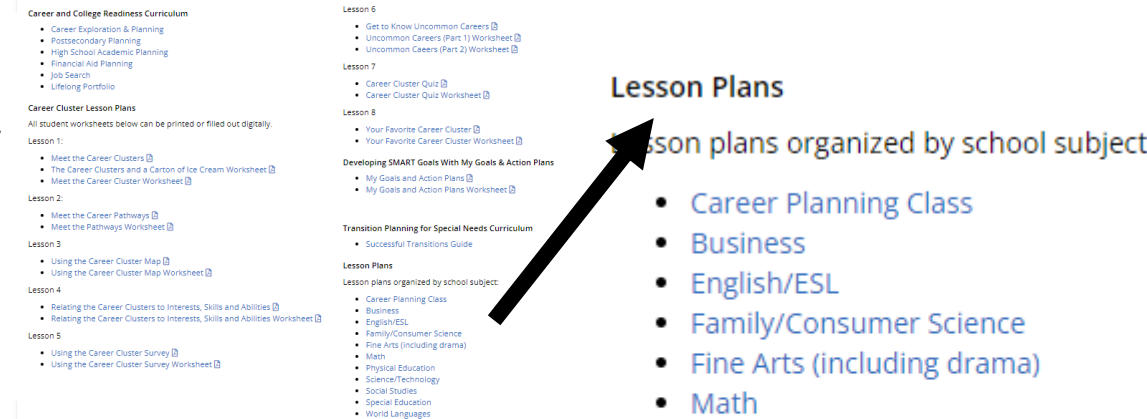 Career and College Readiness Curriculum
Career Exploration & Planning
Postsecondary Planning
High School Academic Planning
Financial Aid Planning
Job Search
Lifelong Portfolio
Career Cluster Lesson Plans
All student worksheets below can be printed or filled out digitally.
Lesson 1:
Meet the Career Clusters
The Career Clusters and a Carton of Ice Cream Worksheet
Meet the Career Cluster Worksheet
Lesson 2:
Meet the Career Pathways
Meet the Pathways Worksheet
Lesson 3
Using the Career Cluster Map
Using the Career Cluster Map Worksheet
Lesson 4
Relating the Career Clusters to Interests, Skills and Abilities
Relating the Career Clusters to Interests, Skills and Abilities Worksheet
Lesson 5
Using the Career Cluster Survey
Using the Career Cluster Survey Worksheet
Lesson 6
Get to Know Uncommon Careers
Uncommon Careers (Part 1) Worksheet
Uncommon Caeers (Part 2) Worksheet
Lesson 7
Career Cluster Quiz
Career Cluster Quiz Worksheet
Lesson 8
Your Favorite Career Cluster
Your Favorite Career Cluster Worksheet
Developing SMART Goals With My Goals & Action Plans
My Goals and Action Plans
My Goals and Action Plans Worksheet
Transition Planning for Special Needs Curriculum
Successful Transitions Guide
Lesson Plans
Lesson plans organized by school subject:
Career Planning Class
Business
English/ESL
Family/Consumer Science
Fine Arts (including drama)
Math
Physical Education
Science/Technology
Social Studies
Special Education
World Languages
Lesson Plans
Lesson plans organized by school subject
Career Planning Class
Business
English/ESL
Family/Consumer Science
Fine Arts (including drama)
Math